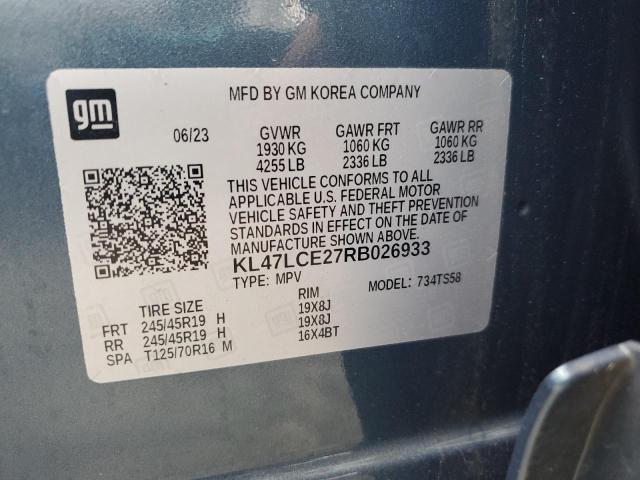 MFD BY GM KOREA COMPANY
gm
06/23 GVWR GAWR FRT GAWR RR
1930 KG 1060 KG 1060 KG
4255 LB 2336 LB 2336 LB
THIS VEHICLE CONFORMS TO ALL
APPLICABLE U.S. FEDERAL MOTOR
VEHICLE SAFETY AND THEFT PREVENTION
STANDARDS IN EFFECT ON THE DATE OF
MANUFACTURE SHOWN ABOVE.
KL47LCE27RB026933
TYPE: MPV MODEL: 734TS58
TIRE SIZE RIM
FRT 245/45R19 H 19X8J
RR 245/45R19 H 19X8J
SPA T125/70R16 M 16X4BT